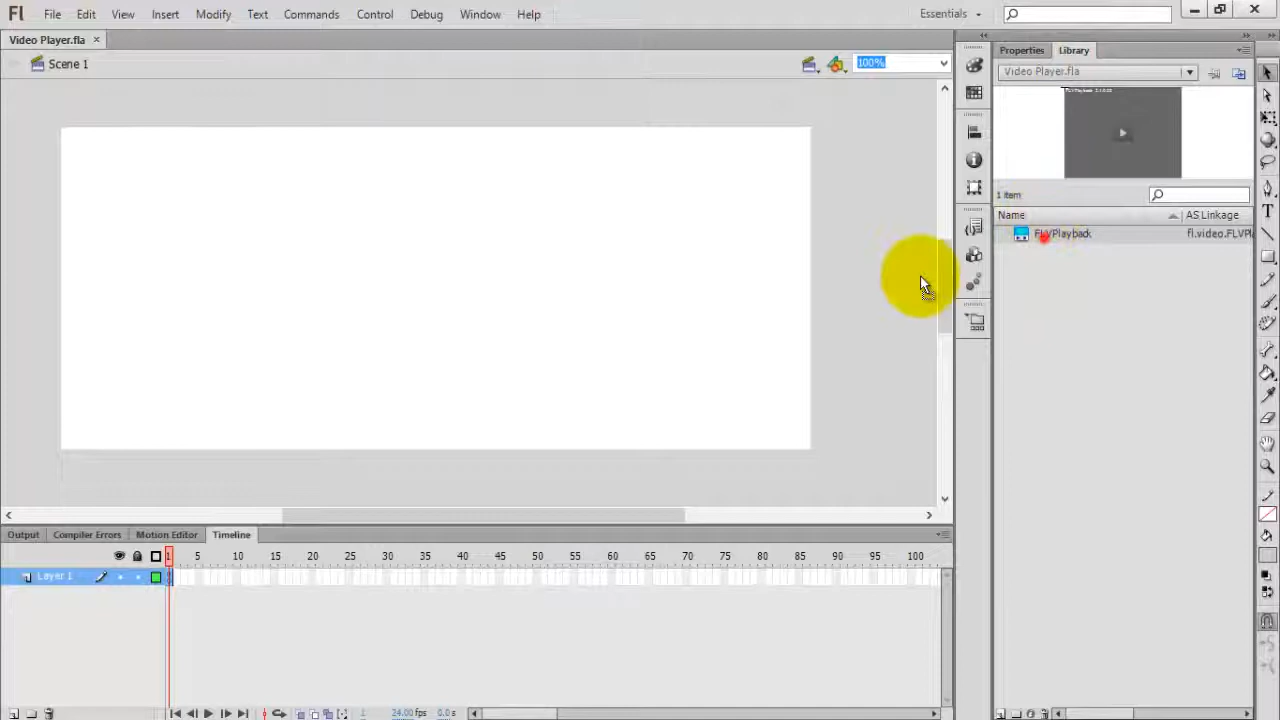 Fl File Edit View Insert Modify Text Commands Control Debug Window Help Essentials
Video Player.fla
Scene 1
100%
Properties Library
Video Player.fla
1 item
Name AS Linkage
FLVPlayback fl.video.FLVPl
Output Compiler Errors Motion Editor Timeline
1 5 10 15 20 25 30 35 40 45 50 55 60 65 70 75 80 85 90 95 100
Layer 1
1 24.00 fps 0.0 s